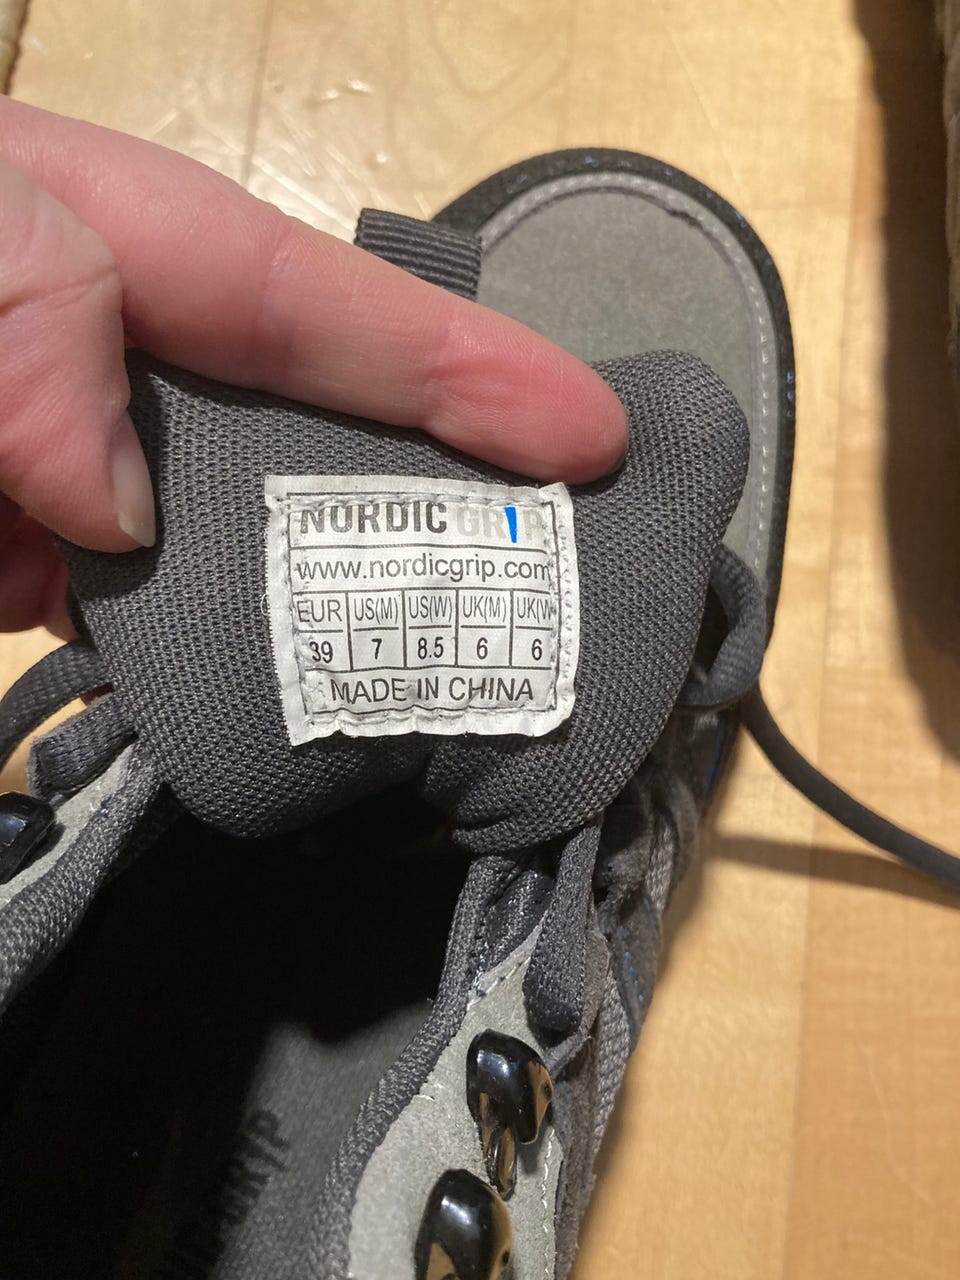 NORDIC GRIP
www.nordicgrip.com
EUR US(M) US(W) UK(M) UK(W
39 7 8.5 6 6
MADE IN CHINA